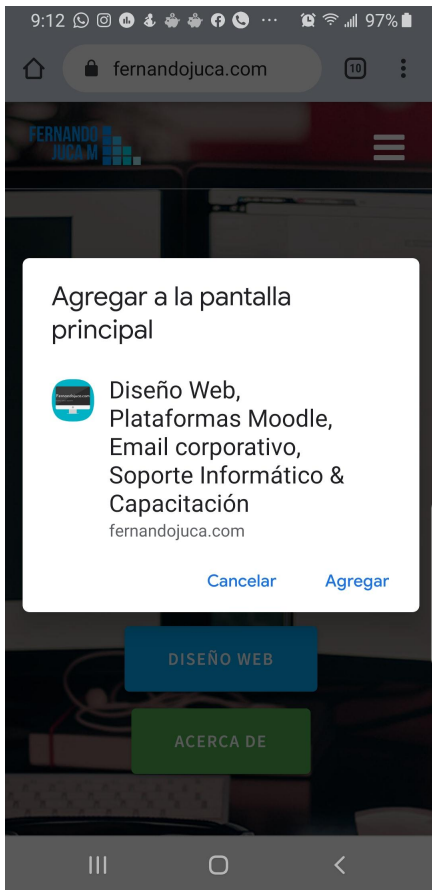 9:12 97%
fernandojuca.com 10
FERNANDO
JUCA M
Agregar a la pantalla
principal
Diseño Web,
Plataformas Moodle,
Email corporativo,
Soporte Informático &
Capacitación
fernandojuca.com
Cancelar Agregar
DISEÑO WEB
ACERCA DE